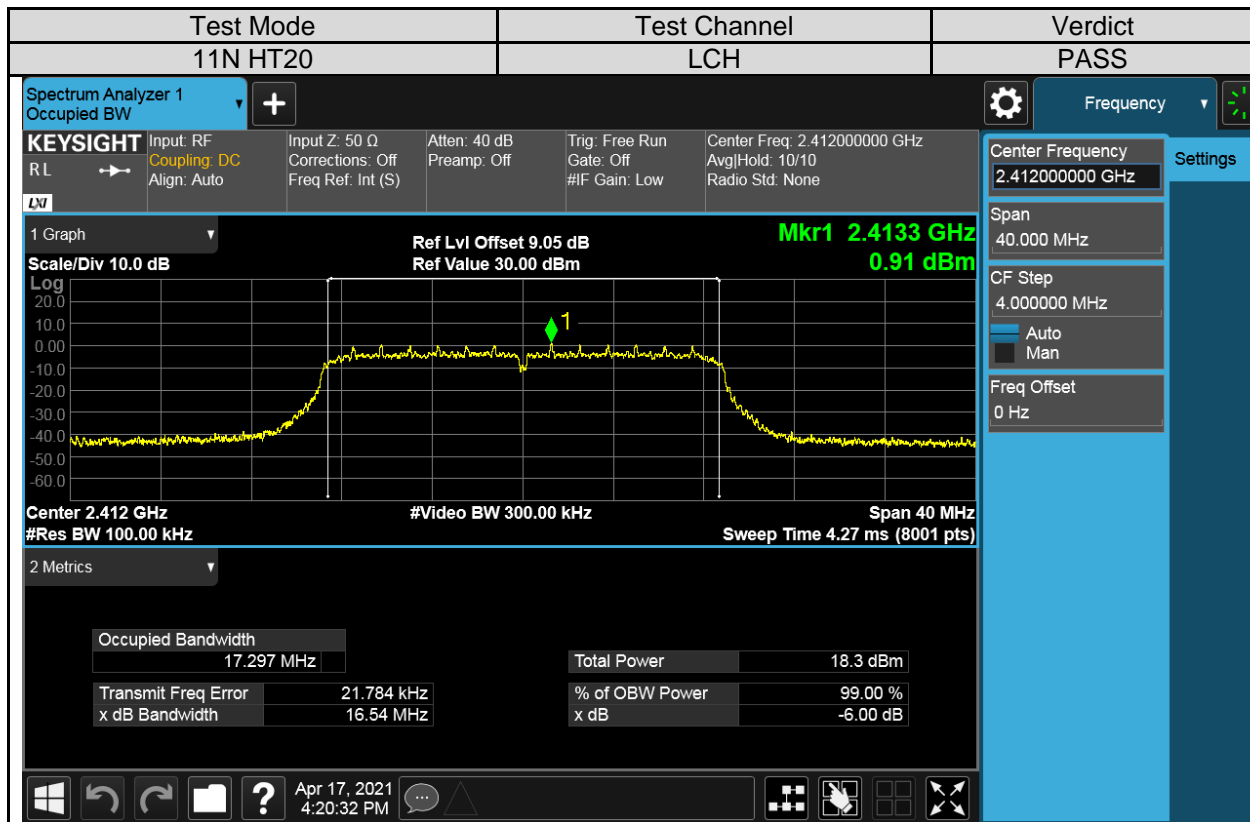 Test Mode Test Channel Verdict
11N HT20 LCH PASS
Spectrum Analyzer 1
Occupied BW
+
Frequency
KEYSIGHT Input: RF Input Z: 50 Ω Atten: 40 dB Trig: Free Run Center Freq: 2.412000000 GHz
RL Coupling: DC Corrections: Off Preamp: Off Gate: Off Avg|Hold: 10/10
Align: Auto Freq Ref: Int (S) #IF Gain: Low Radio Std: None
LXI
Center Frequency
2.412000000 GHz
Settings
Span
40.000 MHz
CF Step
4.000000 MHz
Auto
Man
Freq Offset
0 Hz
1 Graph
Ref Lvl Offset 9.05 dB Mkr1 2.4133 GHz
Scale/Div 10.0 dB Ref Value 30.00 dBm 0.91 dBm
Log
20.0
10.0
1
0.00
-10.0
-20.0
-30.0
-40.0
-50.0
-60.0
Center 2.412 GHz #Video BW 300.00 kHz Span 40 MHz
#Res BW 100.00 kHz Sweep Time 4.27 ms (8001 pts)
2 Metrics
Occupied Bandwidth
17.297 MHz Total Power 18.3 dBm
Transmit Freq Error 21.784 kHz % of OBW Power 99.00 %
x dB Bandwidth 16.54 MHz x dB -6.00 dB
? Apr 17, 2021
4:20:32 PM